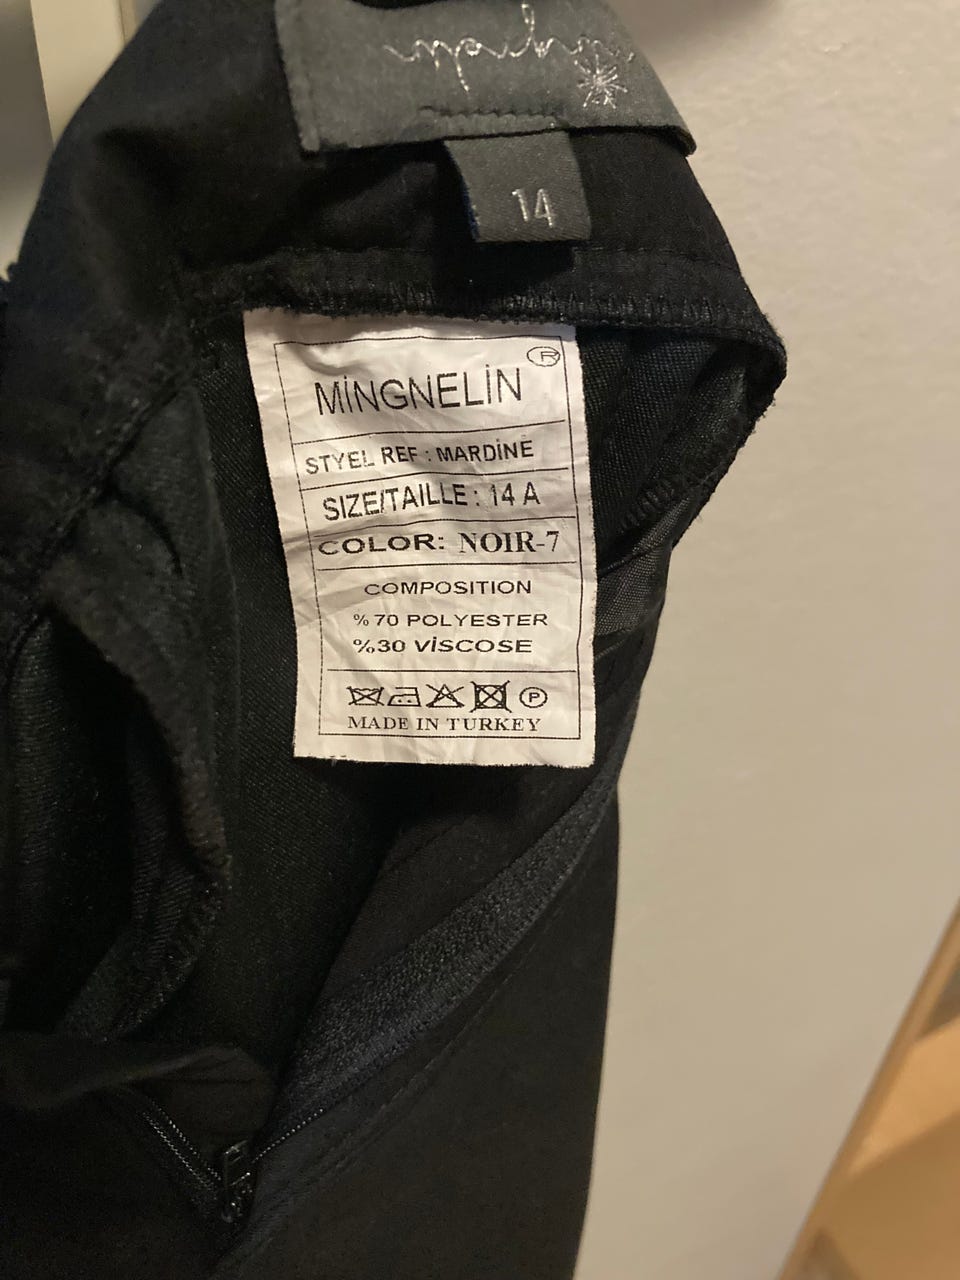 14
MİNGNELİN ®
STYEL REF : MARDİNE
SIZE/TAILLE : 14 A
COLOR: NOIR-7
COMPOSITION
%70 POLYESTER
%30 VİSCOSE
P
MADE IN TURKEY